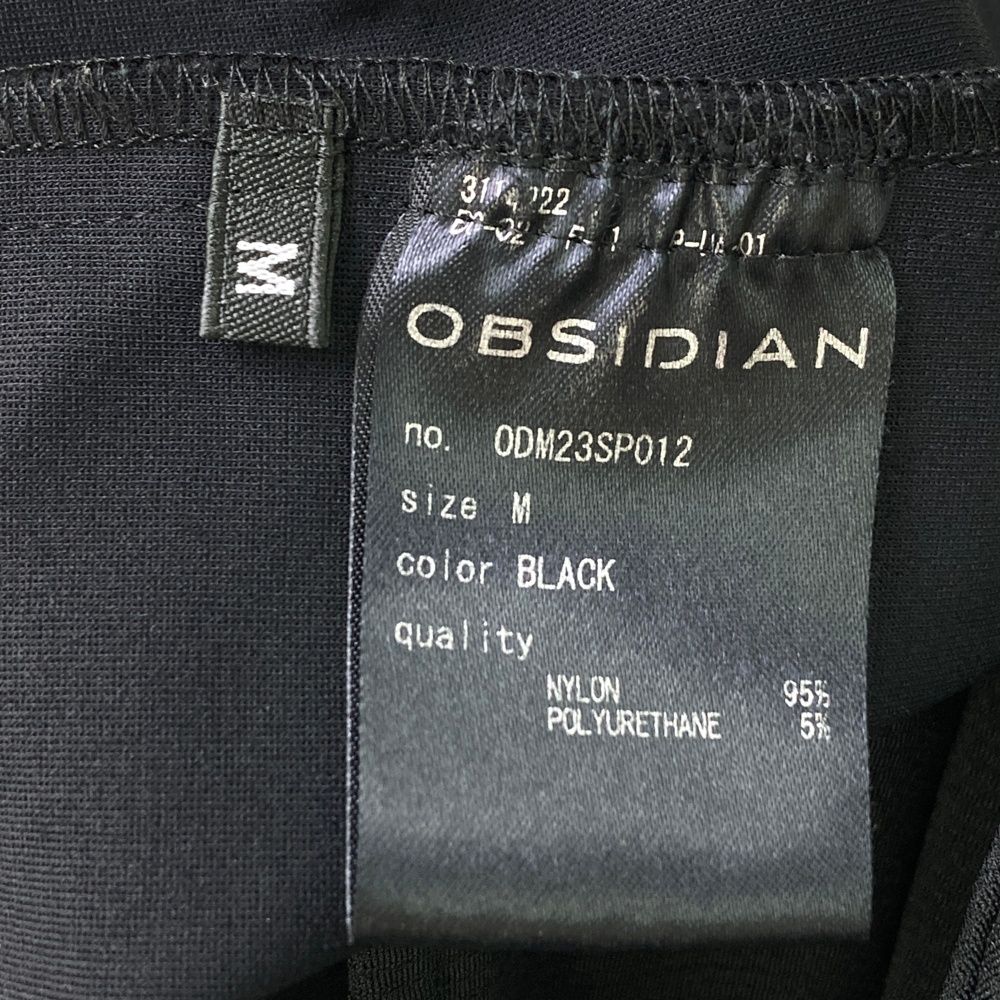 M
OBSIDIAN
no. ODM23SP012
size M
color BLACK
quality
NYLON 95%
POLYURETHANE 5%